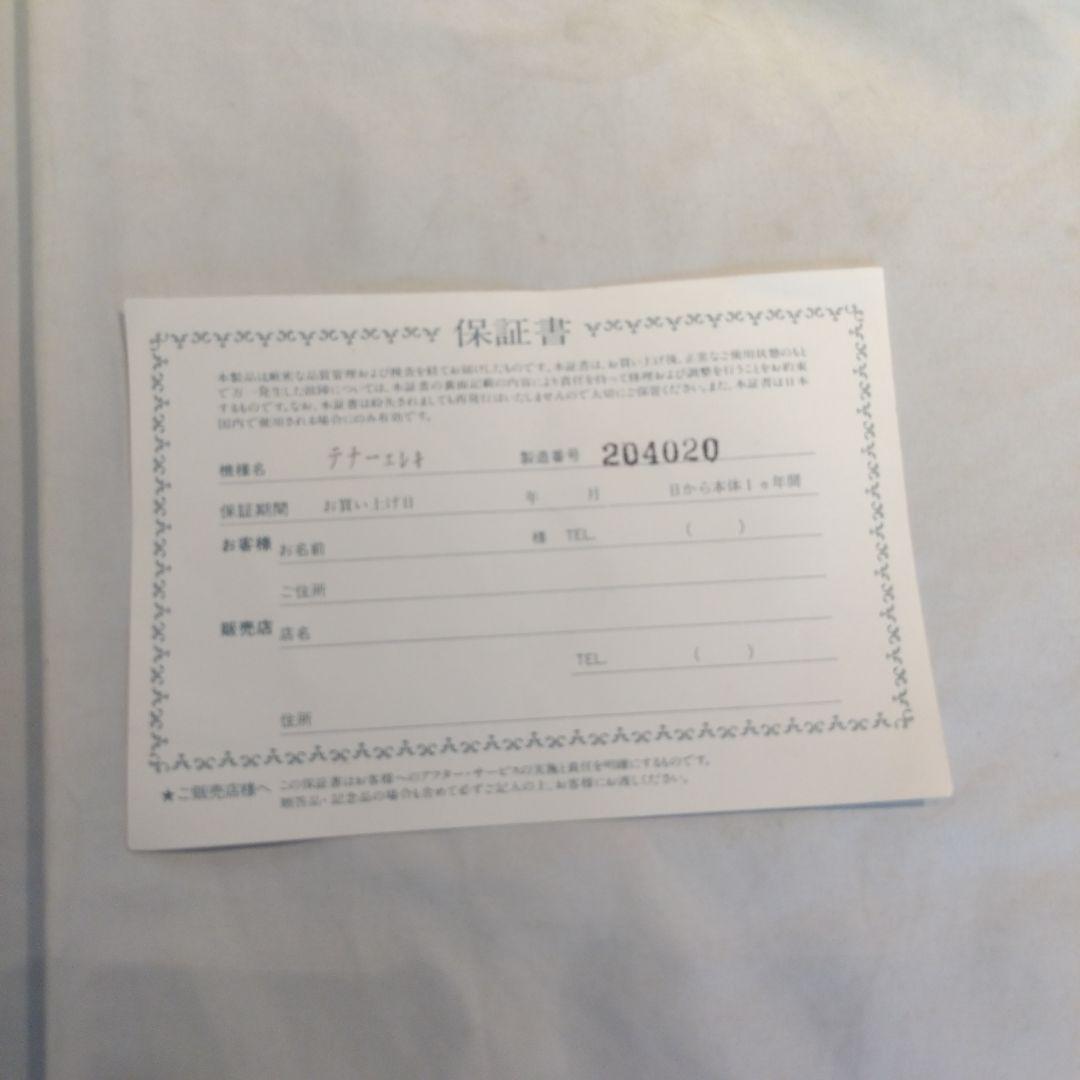 保証書
本製品は厳密な品質管理および検査を経てお届けしたものです。本証書は、お買い上げ後、正常なご使用状態のもと
で万一発生した故障については、本証書の裏面記載の内容により責任を持って修理および調整を行うことをお約束
するものです。なお、本証書は紛失されましても再発行はいたしませんので大切にご保管ください。また、本証書は日本
国内で使用される場合にのみ有効です。
機種名 テナーエレキ 製造番号 204020
保証期間 お買い上げ日 年 月 日から本体1ヶ年間
お客様 お名前 様 TEL. ( )
ご住所
販売店 店名
TEL. ( )
住所
★ご販売店様へ この保証書はお客様へのアフター・サービスの実施と責任を明確にするものです。
贈答品・記念品の場合も含めて必ずご記入の上、お客様にお渡しください。